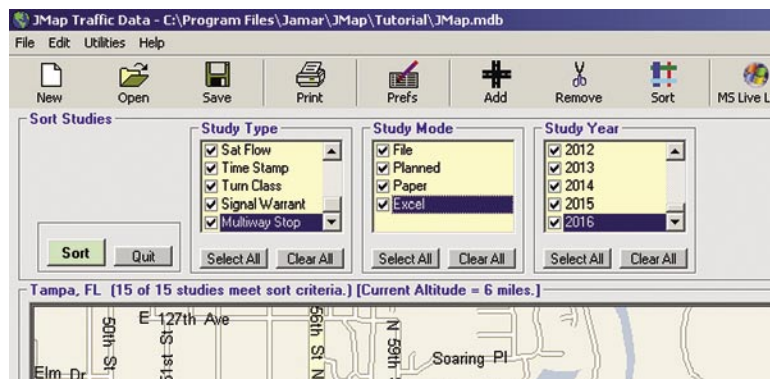 JMap Traffic Data - C:\Program Files\Jamar\JMap\Tutorial\JMap.mdb
File Edit Utilities Help
New Open Save Print Prefs Add Remove Sort MS Live L
Sort Studies
Study Type
Sat Flow
Time Stamp
Turn Class
Signal Warrant
Multiway Stop
Select All Clear All
Study Mode
File
Planned
Paper
Excel
Select All Clear All
Study Year
2012
2013
2014
2015
2016
Select All Clear All
Sort Quit
Tampa, FL (15 of 15 studies meet sort criteria.) [Current Altitude = 6 miles.]
E 127th Ave
50th St
51st St
56th St N
N 59th
Soaring Pl
Elm Dr